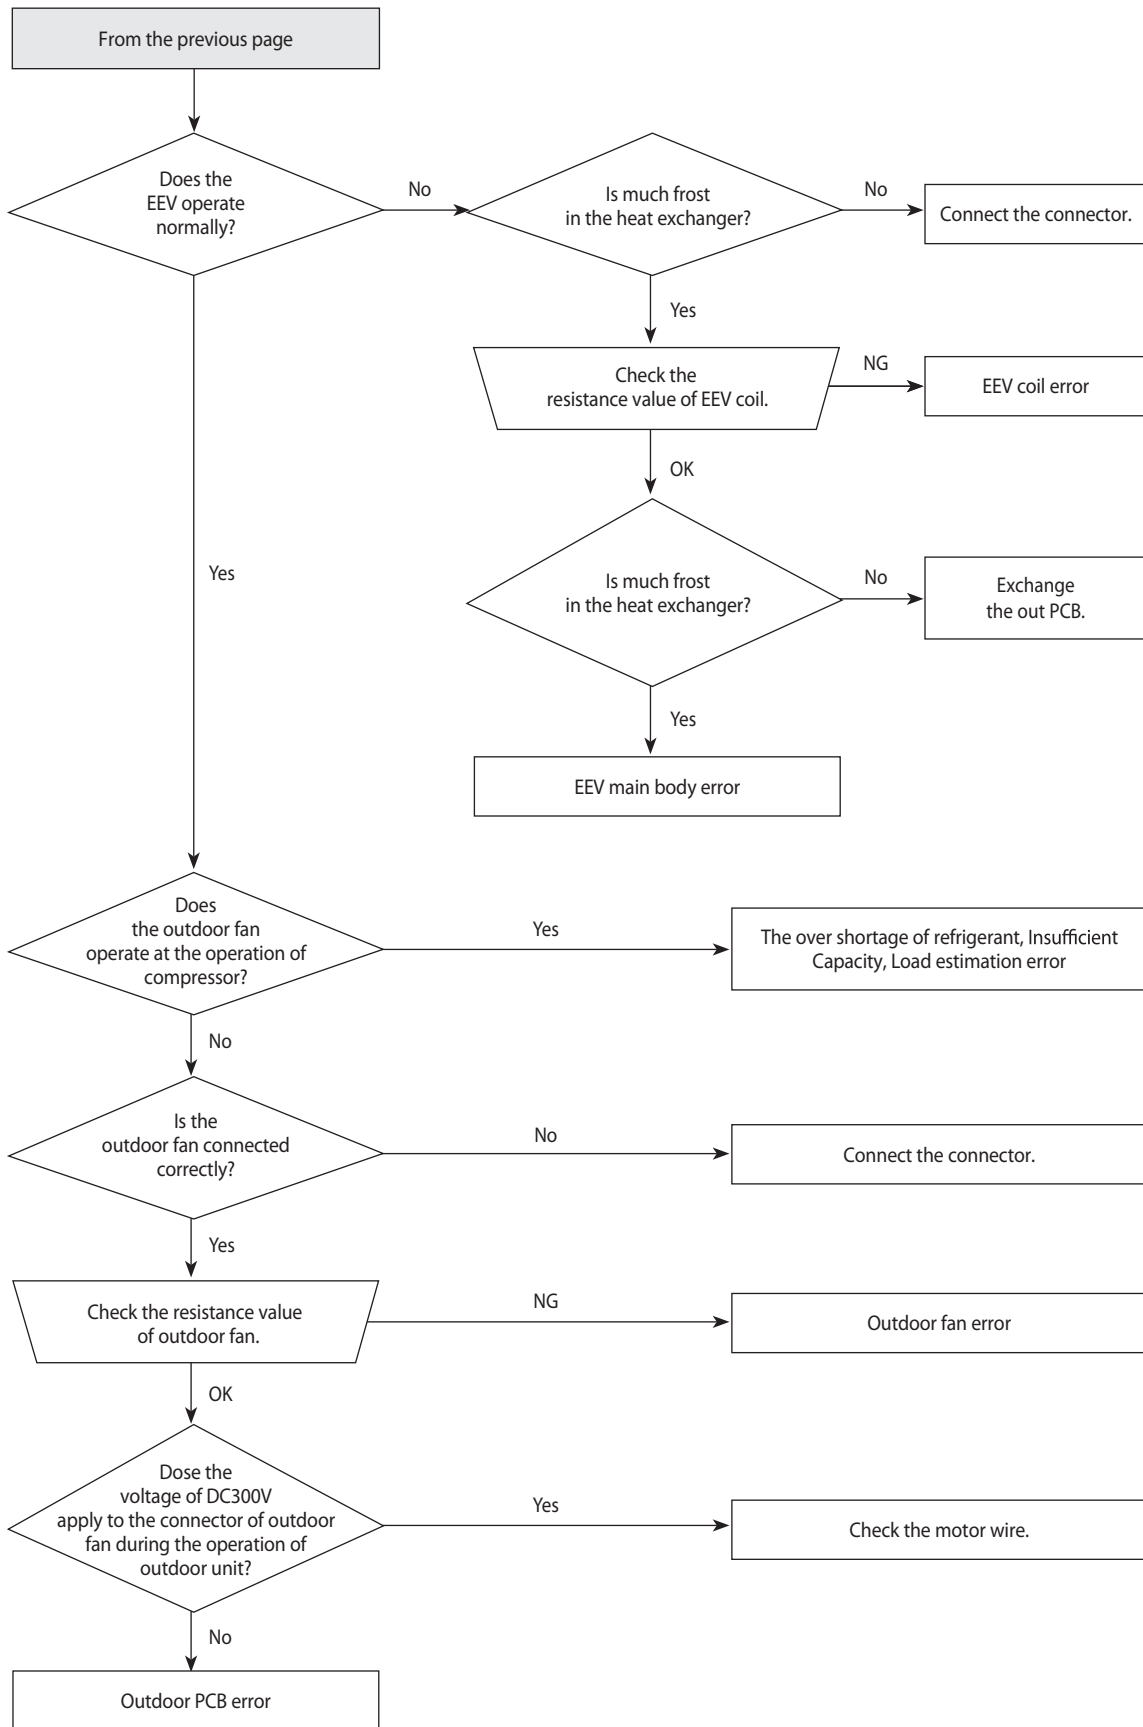 From the previous page
Does the
EEV operate
normally?
No
Is much frost
in the heat exchanger?
No
Connect the connector.
Yes
Check the
resistance value of EEV coil.
NG
EEV coil error
OK
Is much frost
in the heat exchanger?
No
Exchange
the out PCB.
Yes
EEV main body error
Yes
Does
the outdoor fan
operate at the operation of
compressor?
Yes
The over shortage of refrigerant, Insufficient
Capacity, Load estimation error
No
Is the
outdoor fan connected
correctly?
No
Connect the connector.
Yes
Check the resistance value
of outdoor fan.
NG
Outdoor fan error
OK
Dose the
voltage of DC300V
apply to the connector of outdoor
fan during the operation of
outdoor unit?
Yes
Check the motor wire.
No
Outdoor PCB error